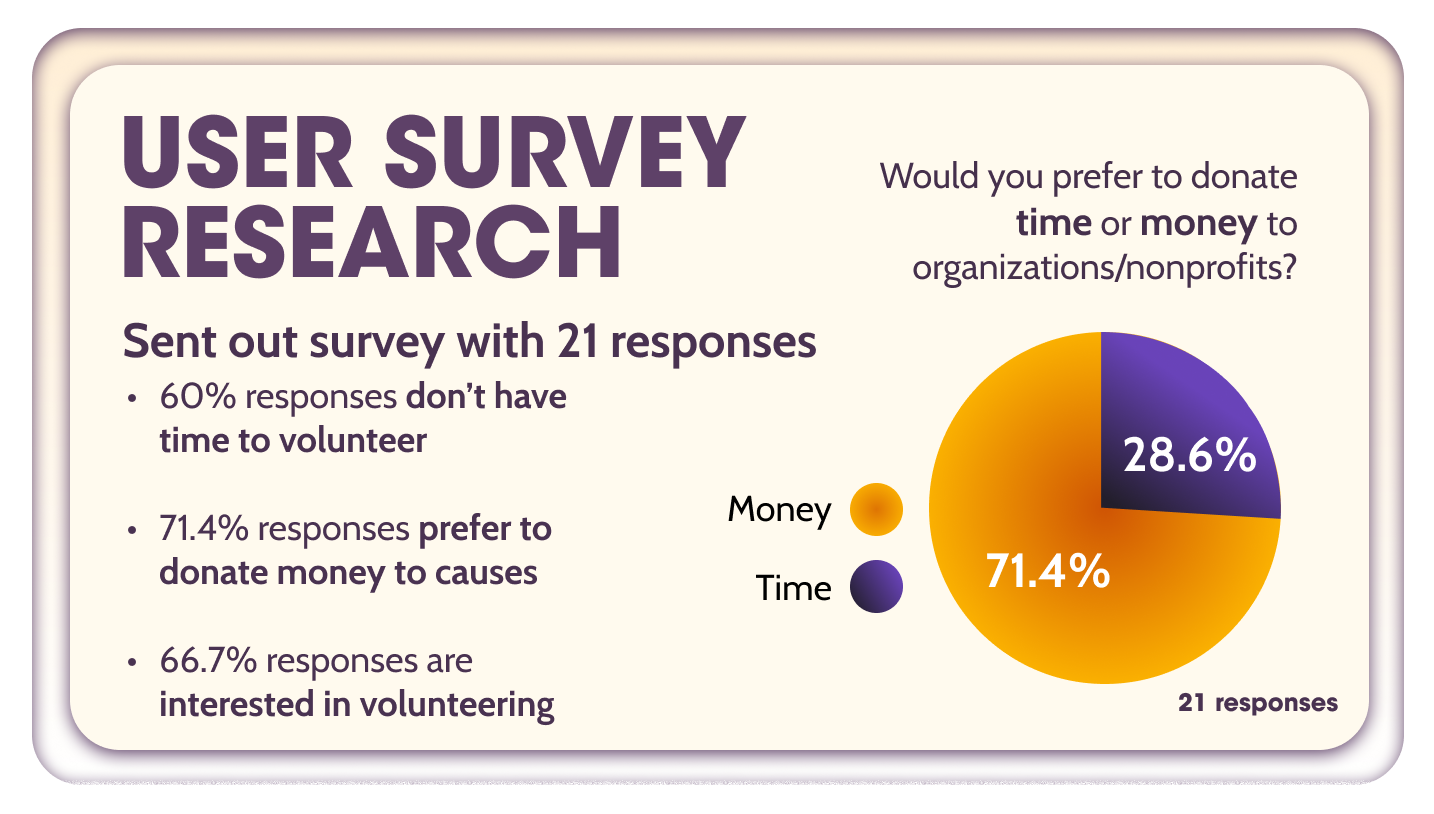 USER SURVEY
RESEARCH
Sent out survey with 21 responses
• 60% responses don't have
time to volunteer
• 71.4% responses prefer to
donate money to causes
• 66.7% responses are
interested in volunteering
Would you prefer to donate
time or money to
organizations/nonprofits?
Money
Time
28.6%
71.4%
21 responses